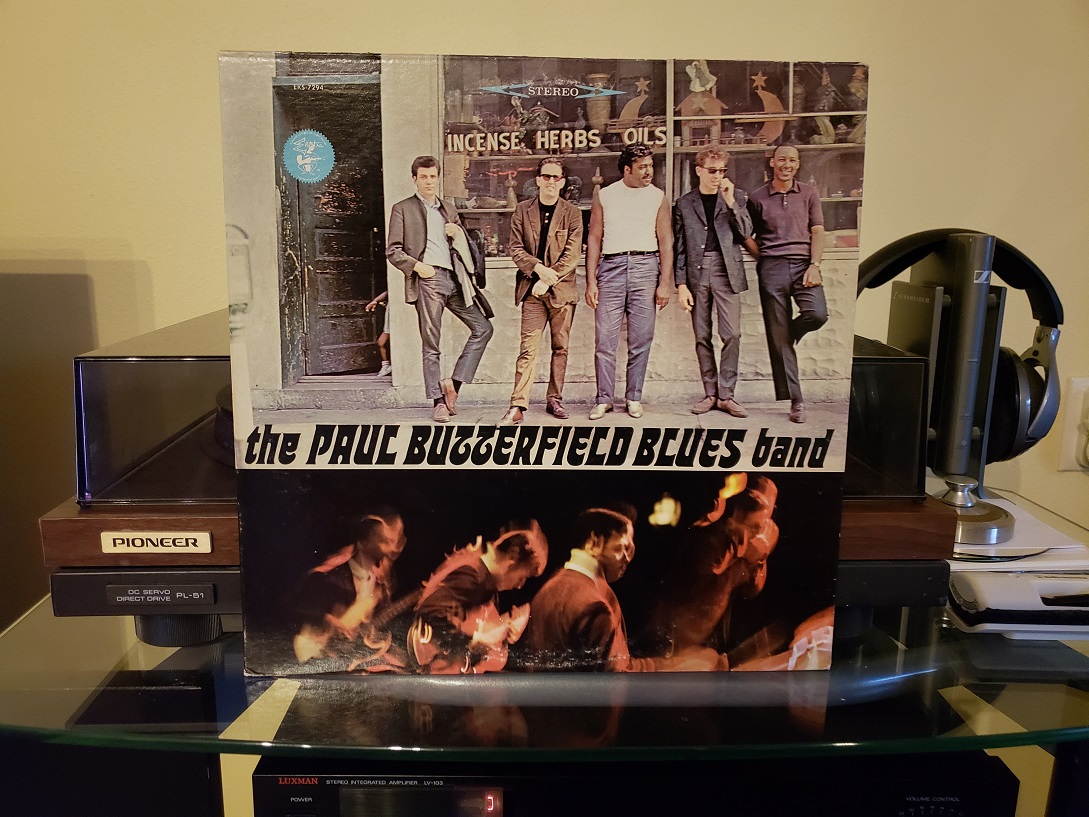 STEREO
EKS-7294
INCENSE HERBS OILS
the PAUL BUTTERFIELD BLUES band
SENNHEISER
PIONEER
DC SERVO
DIRECT DRIVE PL-51
LUXMAN STEREO INTEGRATED AMPLIFIER LV-103
POWER
VOLUME CONTROL